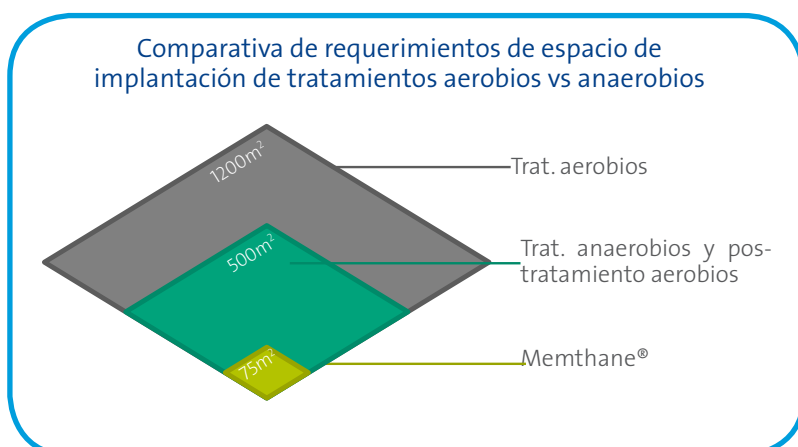 Comparativa de requerimientos de espacio de
implantación de tratamientos aerobios vs anaerobios
1200m²
Trat. aerobios
500m²
Trat. anaerobios y pos-
tratamiento aerobios
75m²
Memthane®